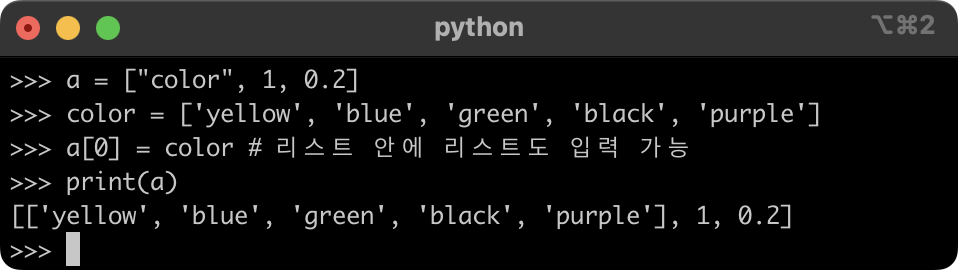 python
⌥⌘2
>>> a = ["color", 1, 0.2]
>>> color = ['yellow', 'blue', 'green', 'black', 'purple']
>>> a[0] = color # 리스트 안에 리스트도 입력 가능
>>> print(a)
[['yellow', 'blue', 'green', 'black', 'purple'], 1, 0.2]
>>>